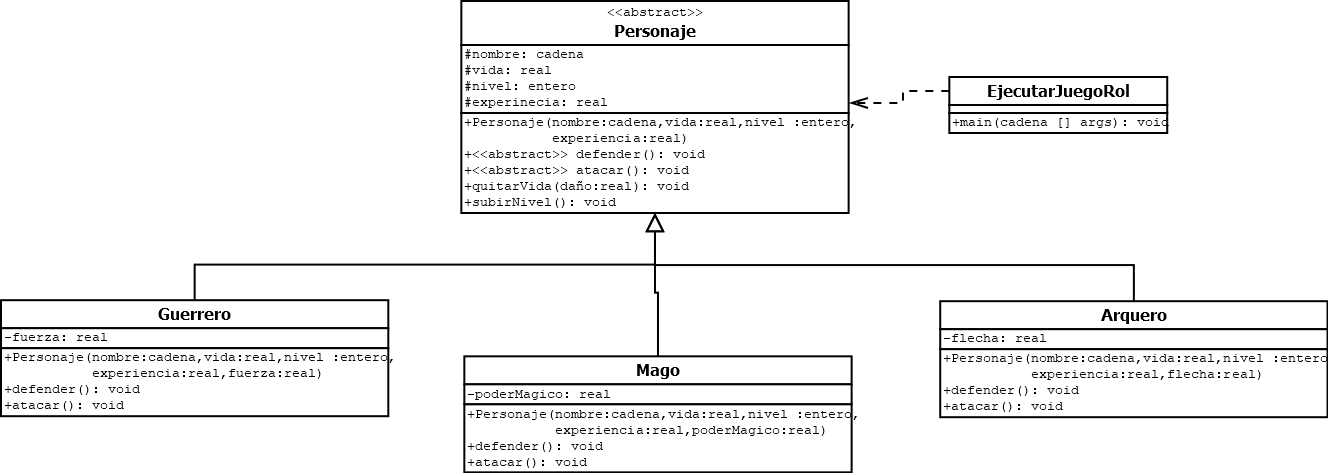 <<abstract>>
Personaje
#nombre: cadena
#vida: real
#nivel: entero
#experinecia: real
+Personaje(nombre:cadena,vida:real,nivel :entero,
experiencia:real)
+<<abstract>> defender(): void
+<<abstract>> atacar(): void
+quitarVida(daño:real): void
+subirNivel(): void
EjecutarJuegoRol
+main(cadena [] args): void
Guerrero
-fuerza: real
+Personaje(nombre:cadena,vida:real,nivel :entero,
experiencia:real,fuerza:real)
+defender(): void
+atacar(): void
Mago
-poderMagico: real
+Personaje(nombre:cadena,vida:real,nivel :entero,
experiencia:real,poderMagico:real)
+defender(): void
+atacar(): void
Arquero
-flecha: real
+Personaje(nombre:cadena,vida:real,nivel :entero
experiencia:real,flecha:real)
+defender(): void
+atacar(): void